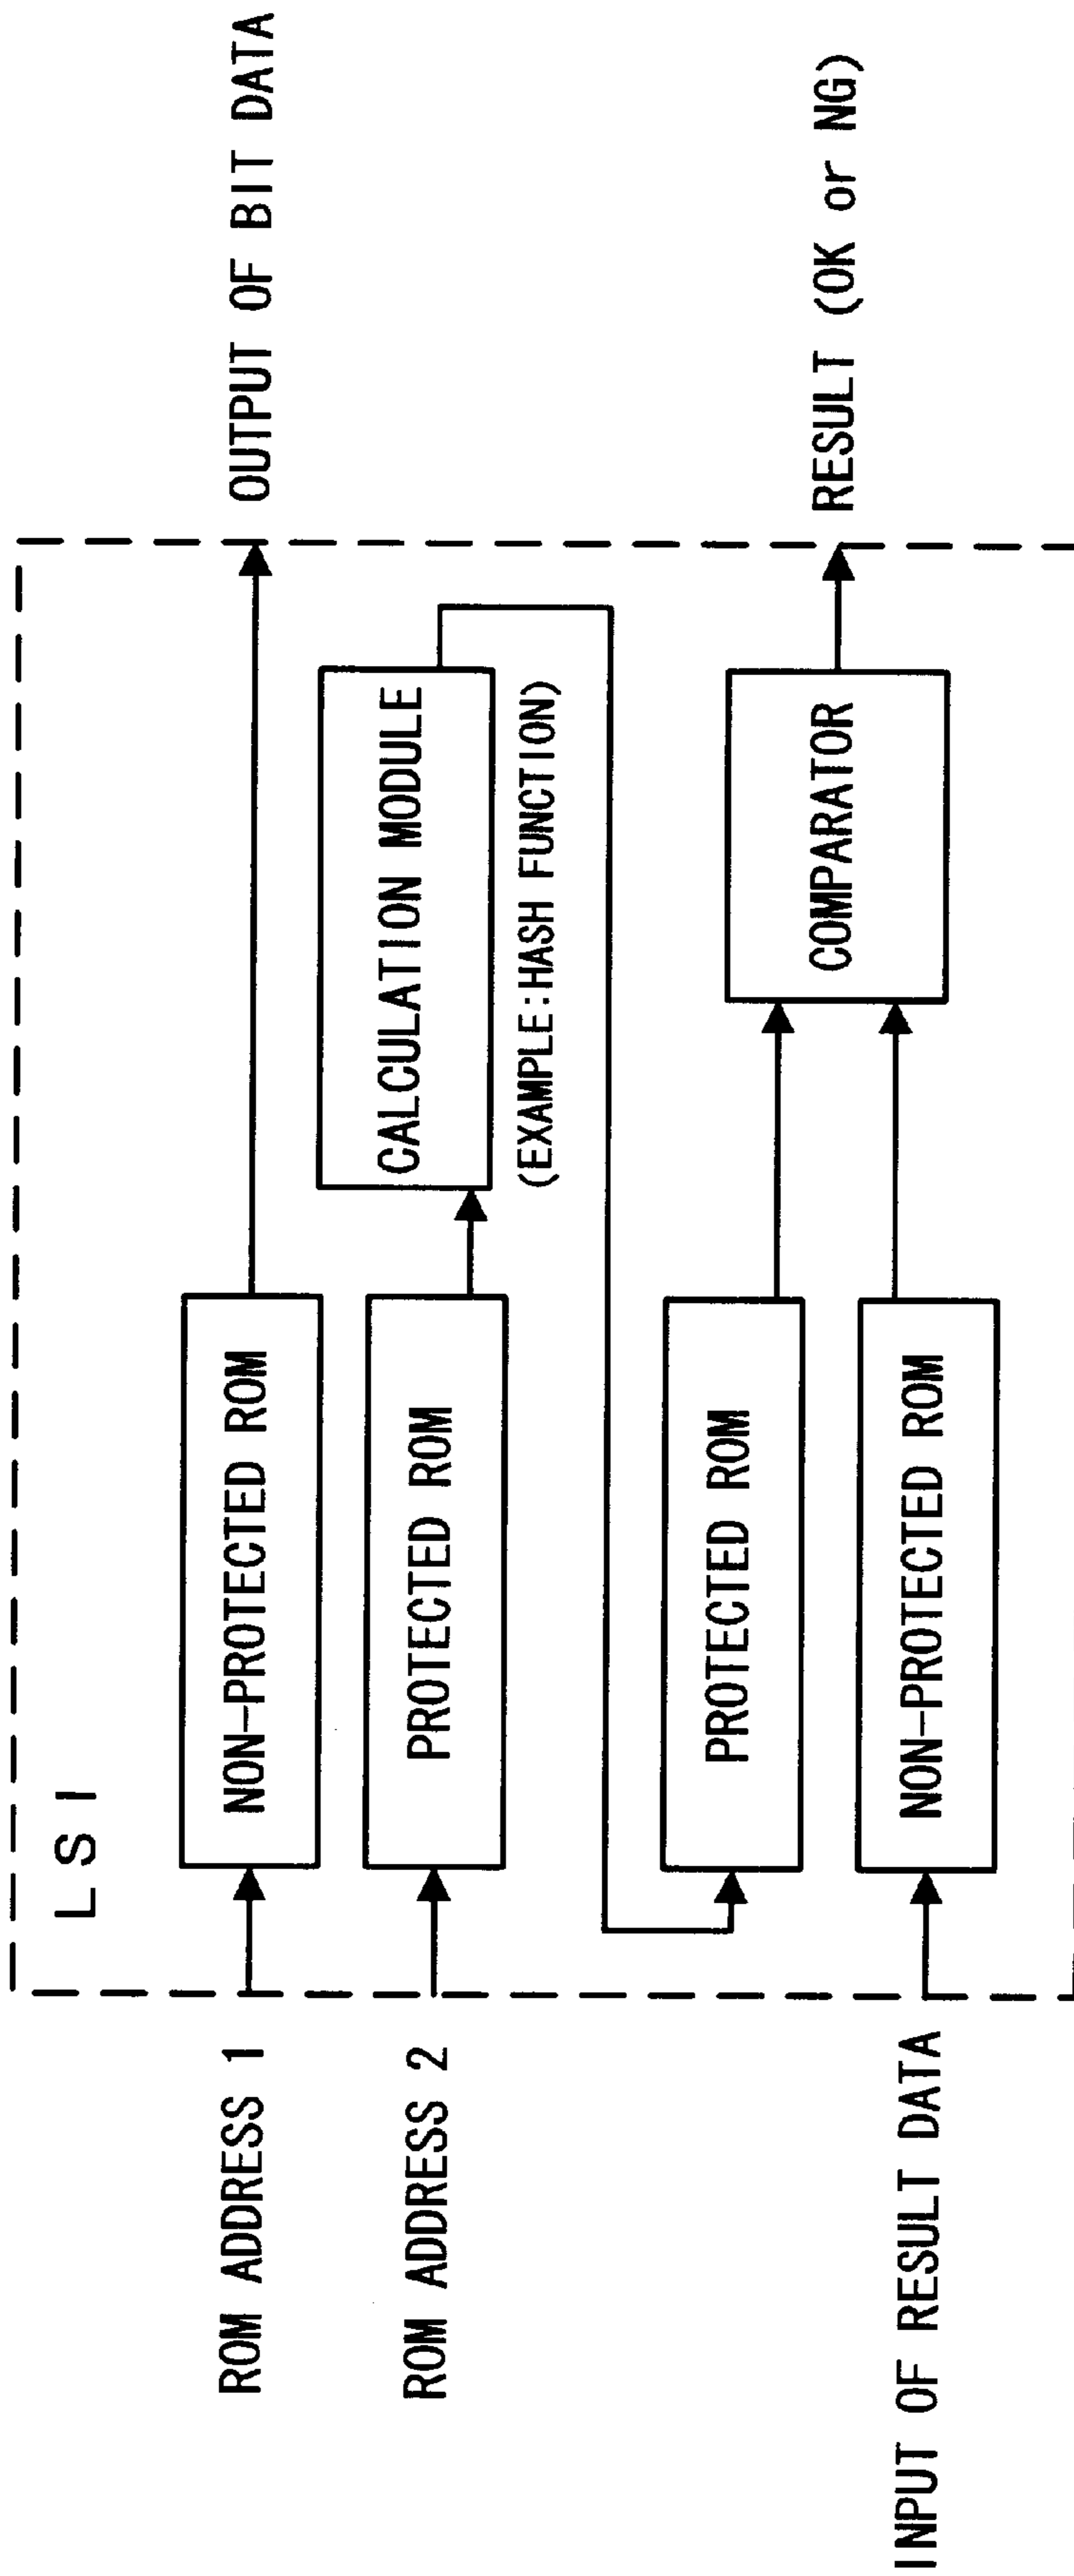 LSI
ROM ADDRESS 1
NON-PROTECTED ROM
OUTPUT OF BIT DATA
ROM ADDRESS 2
PROTECTED ROM
CALCULATION MODULE
(EXAMPLE:HASH FUNCTION)
PROTECTED ROM
COMPARATOR
RESULT (OK or NG)
INPUT OF RESULT DATA
NON-PROTECTED ROM